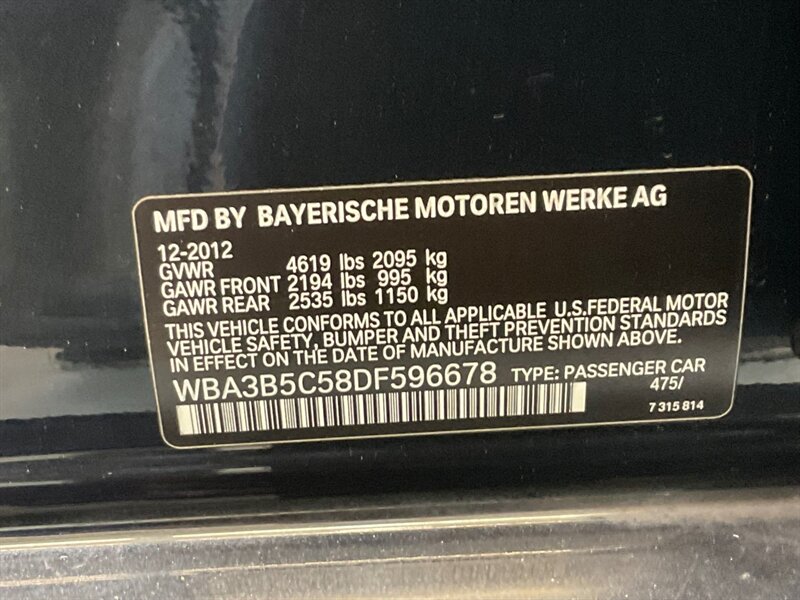 MFD BY BAYERISCHE MOTOREN WERKE AG
12-2012
GVWR 4619 lbs 2095 kg
GAWR FRONT 2194 lbs 995 kg
GAWR REAR 2535 lbs 1150 kg
THIS VEHICLE CONFORMS TO ALL APPLICABLE U.S.FEDERAL MOTOR
VEHICLE SAFETY, BUMPER AND THEFT PREVENTION STANDARDS
IN EFFECT ON THE DATE OF MANUFACTURE SHOWN ABOVE.
WBA3B5C58DF596678 TYPE: PASSENGER CAR
475/
7 315 814